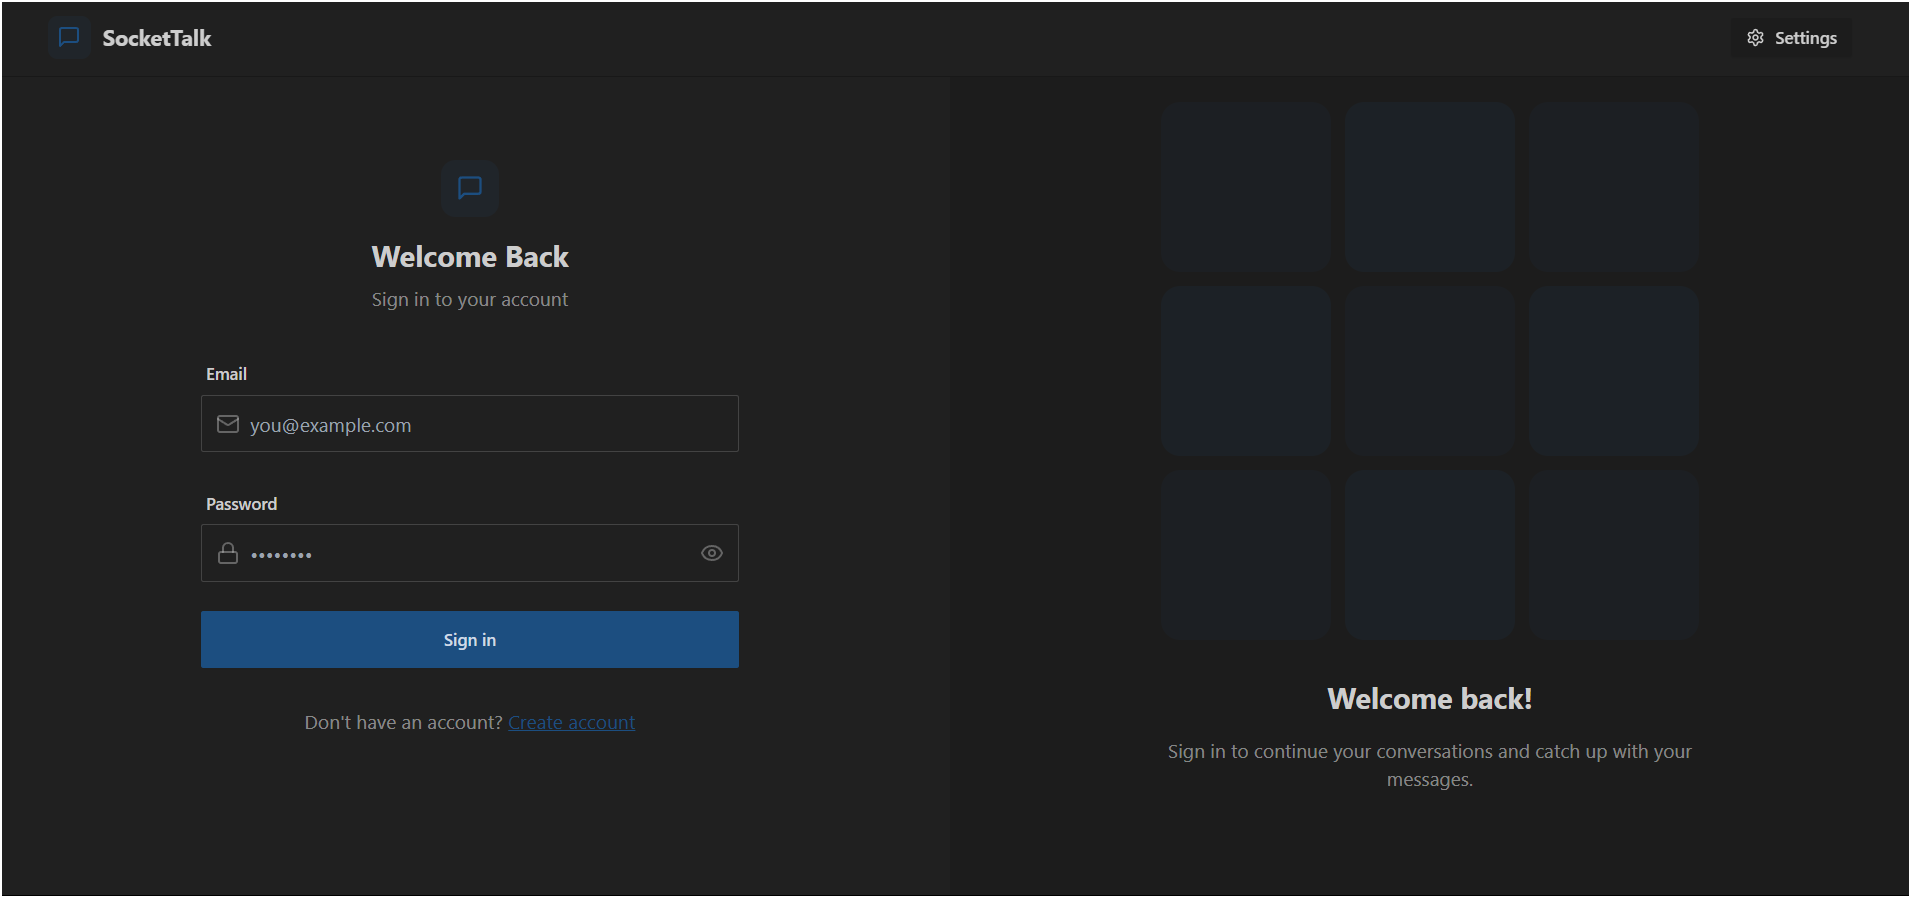 SocketTalk
Settings
Welcome Back
Sign in to your account
Email
you@example.com
Password
••••••••
Sign in
Don't have an account? Create account
Welcome back!
Sign in to continue your conversations and catch up with your
messages.